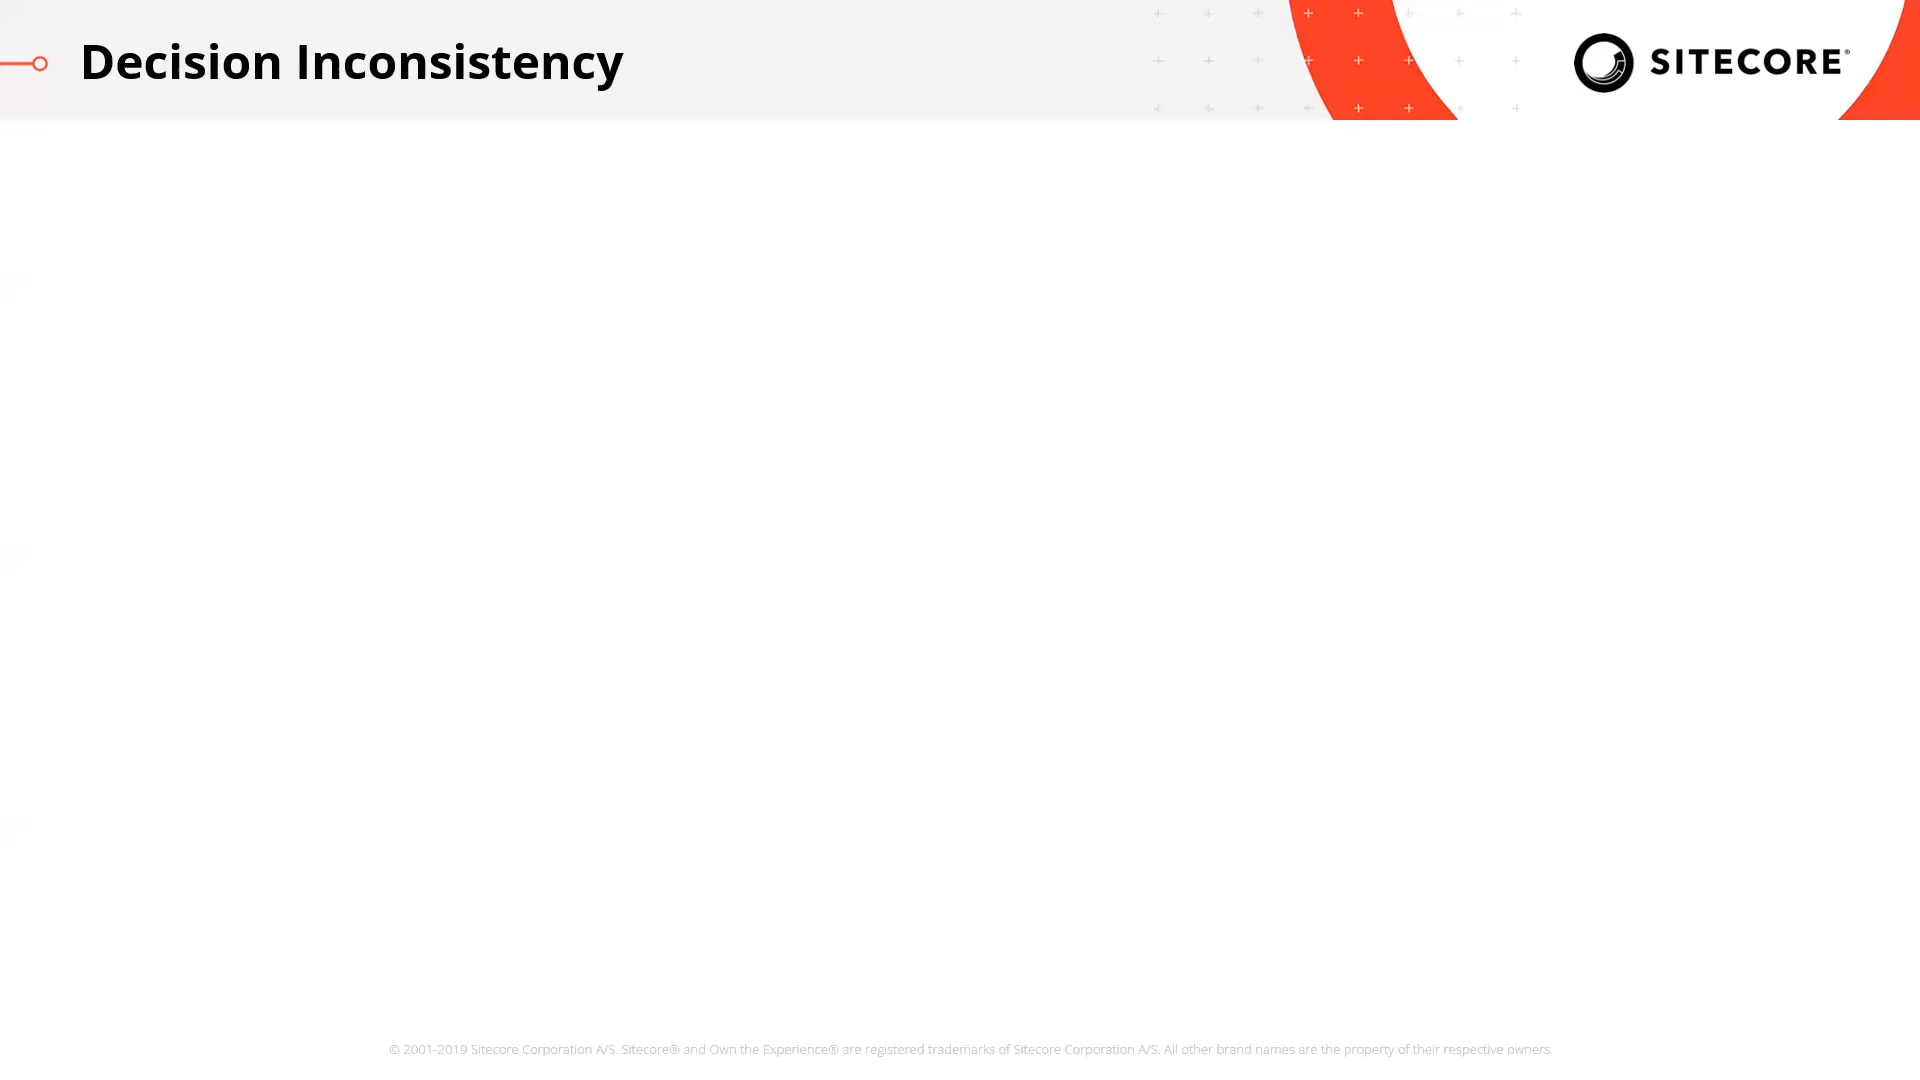 Decision Inconsistency
SITECORE®
© 2001-2019 Sitecore Corporation A/S. Sitecore® and Own the Experience® are registered trademarks of Sitecore Corporation A/S. All other brand names are the property of their respective owners.